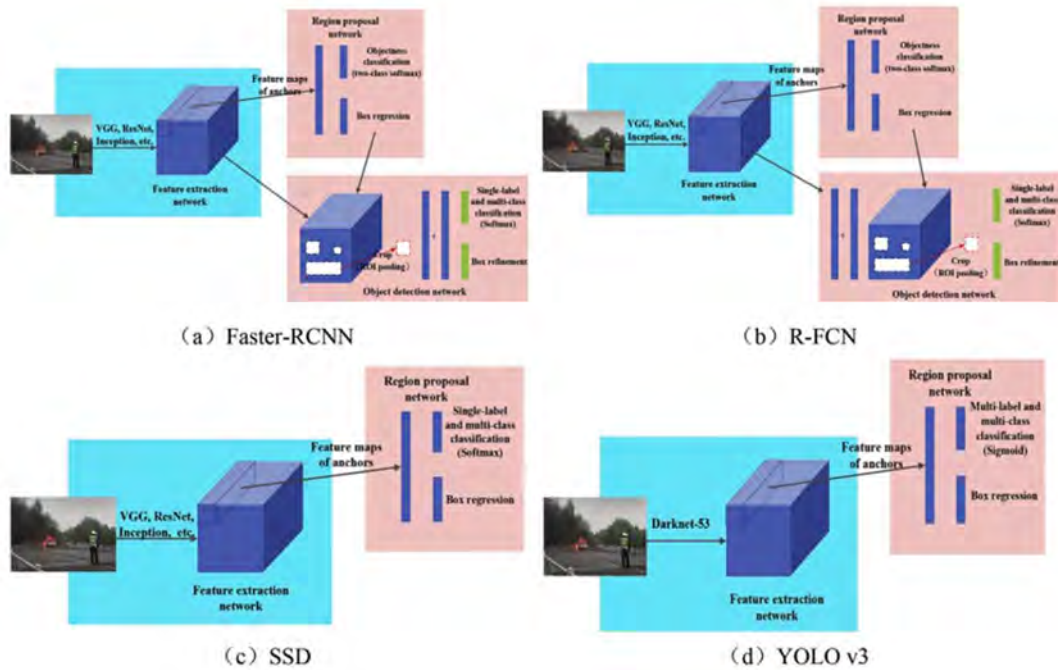 Region proposal
network
Objectness
classification
(two-class softmax)
Feature maps
of anchors
Box regression
VGG, ResNet,
Inception, etc.
Feature extraction
network
Single-label
and multi-class
classification
(Softmax)
Crop
(ROI pooling)
Box refinement
Object detection network
(a) Faster-RCNN
Region proposal
network
Objectness
classification
(two-class softmax)
Feature maps
of anchors
Box regression
VGG, ResNet,
Inception, etc.
Feature extraction
network
Single-label
and multi-class
classification
(Softmax)
Crop
(ROI pooling)
Box refinement
Object detection network
(b) R-FCN
Region proposal
network
Single-label
and multi-class
classification
(Softmax)
Feature maps
of anchors
Box regression
VGG, ResNet,
Inception, etc.
Feature extraction
network
(c) SSD
Region proposal
network
Multi-label and
multi-class
classification
(Sigmoid)
Feature maps
of anchors
Box regression
Darknet-53
Feature extraction
network
(d) YOLO v3